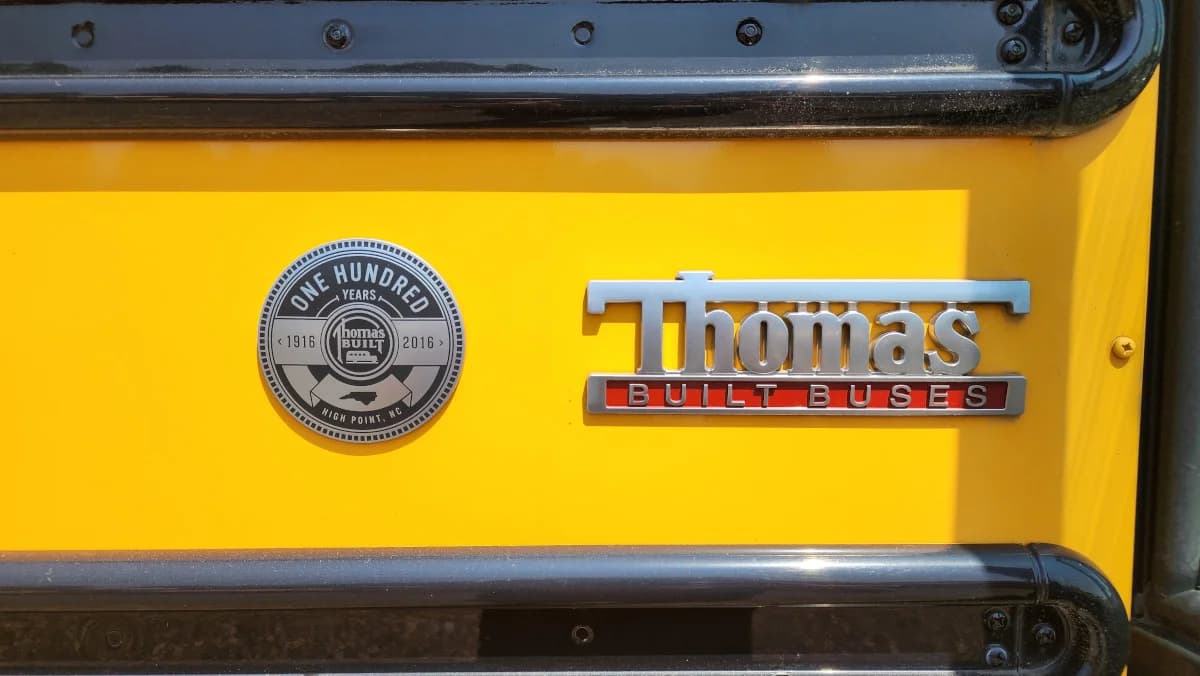 ONE HUNDRED
YEARS
1916
Thomas
BUILT
2016
HIGH POINT, NC
Thomas
BUILT BUSES